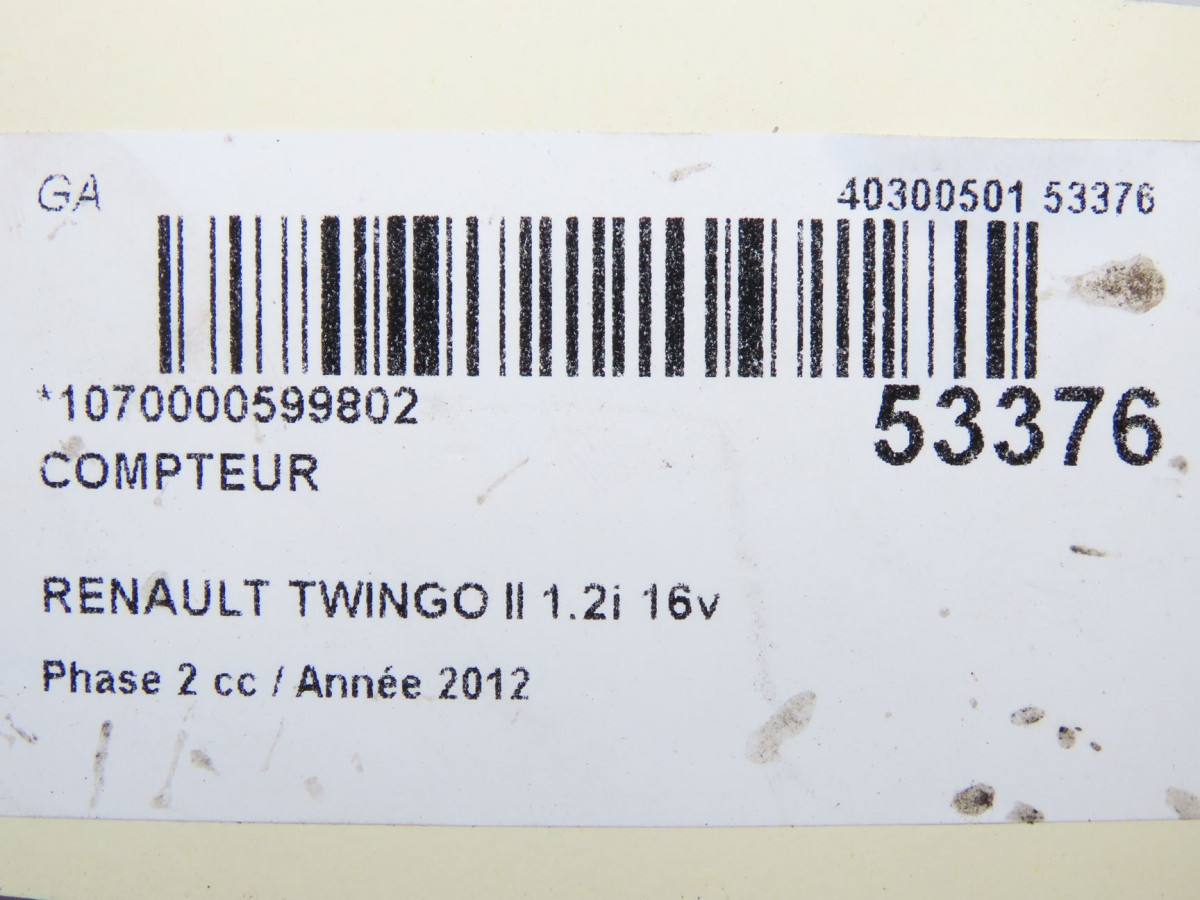 GA
40300501 53376
*1070000599802
53376
COMPTEUR
RENAULT TWINGO II 1.2i 16v
Phase 2 cc / Année 2012